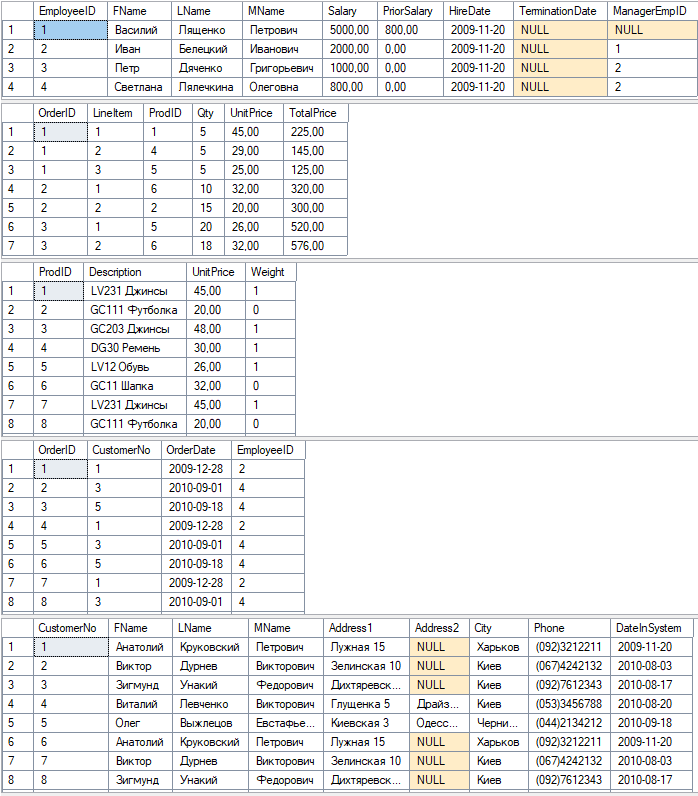 EmployeeID FName LName MName Salary PriorSalary HireDate TerminationDate ManagerEmpID
1 1 Василий Лященко Петрович 5000,00 800,00 2009-11-20 NULL NULL
2 2 Иван Белецкий Иванович 2000,00 0,00 2009-11-20 NULL 1
3 3 Петр Дяченко Григорьевич 1000,00 0,00 2009-11-20 NULL 2
4 4 Светлана Лялечкина Олеговна 800,00 0,00 2009-11-20 NULL 2
OrderID LineItem ProdID Qty UnitPrice TotalPrice
1 1 1 1 5 45,00 225,00
2 1 2 4 5 29,00 145,00
3 1 3 5 5 25,00 125,00
4 2 1 6 10 32,00 320,00
5 2 2 2 15 20,00 300,00
6 3 1 5 20 26,00 520,00
7 3 2 6 18 32,00 576,00
ProdID Description UnitPrice Weight
1 1 LV231 Джинсы 45,00 1
2 2 GC111 Футболка 20,00 0
3 3 GC203 Джинсы 48,00 1
4 4 DG30 Ремень 30,00 1
5 5 LV12 Обувь 26,00 1
6 6 GC11 Шапка 32,00 0
7 7 LV231 Джинсы 45,00 1
8 8 GC111 Футболка 20,00 0
OrderID CustomerNo OrderDate EmployeeID
1 1 1 2009-12-28 2
2 2 3 2010-09-01 4
3 3 5 2010-09-18 4
4 4 1 2009-12-28 2
5 5 3 2010-09-01 4
6 6 5 2010-09-18 4
7 7 1 2009-12-28 2
8 8 3 2010-09-01 4
CustomerNo FName LName MName Address1 Address2 City Phone DateInSystem
1 1 Анатолий Круковский Петрович Лужная 15 NULL Харьков (092)3212211 2009-11-20
2 2 Виктор Дурнев Викторович Зелинская 10 NULL Киев (067)4242132 2010-08-03
3 3 Зигмунд Унакий Федорович Дихтяревск... NULL Киев (092)7612343 2010-08-17
4 4 Виталий Левченко Викторович Глущенка 5 Драйз... Киев (053)3456788 2010-08-20
5 5 Олег Выжлецов Евстафье... Киевская 3 Одесс... Черни... (044)2134212 2010-09-18
6 6 Анатолий Круковский Петрович Лужная 15 NULL Харьков (092)3212211 2009-11-20
7 7 Виктор Дурнев Викторович Зелинская 10 NULL Киев (067)4242132 2010-08-03
8 8 Зигмунд Унакий Федорович Дихтяревск... NULL Киев (092)7612343 2010-08-17